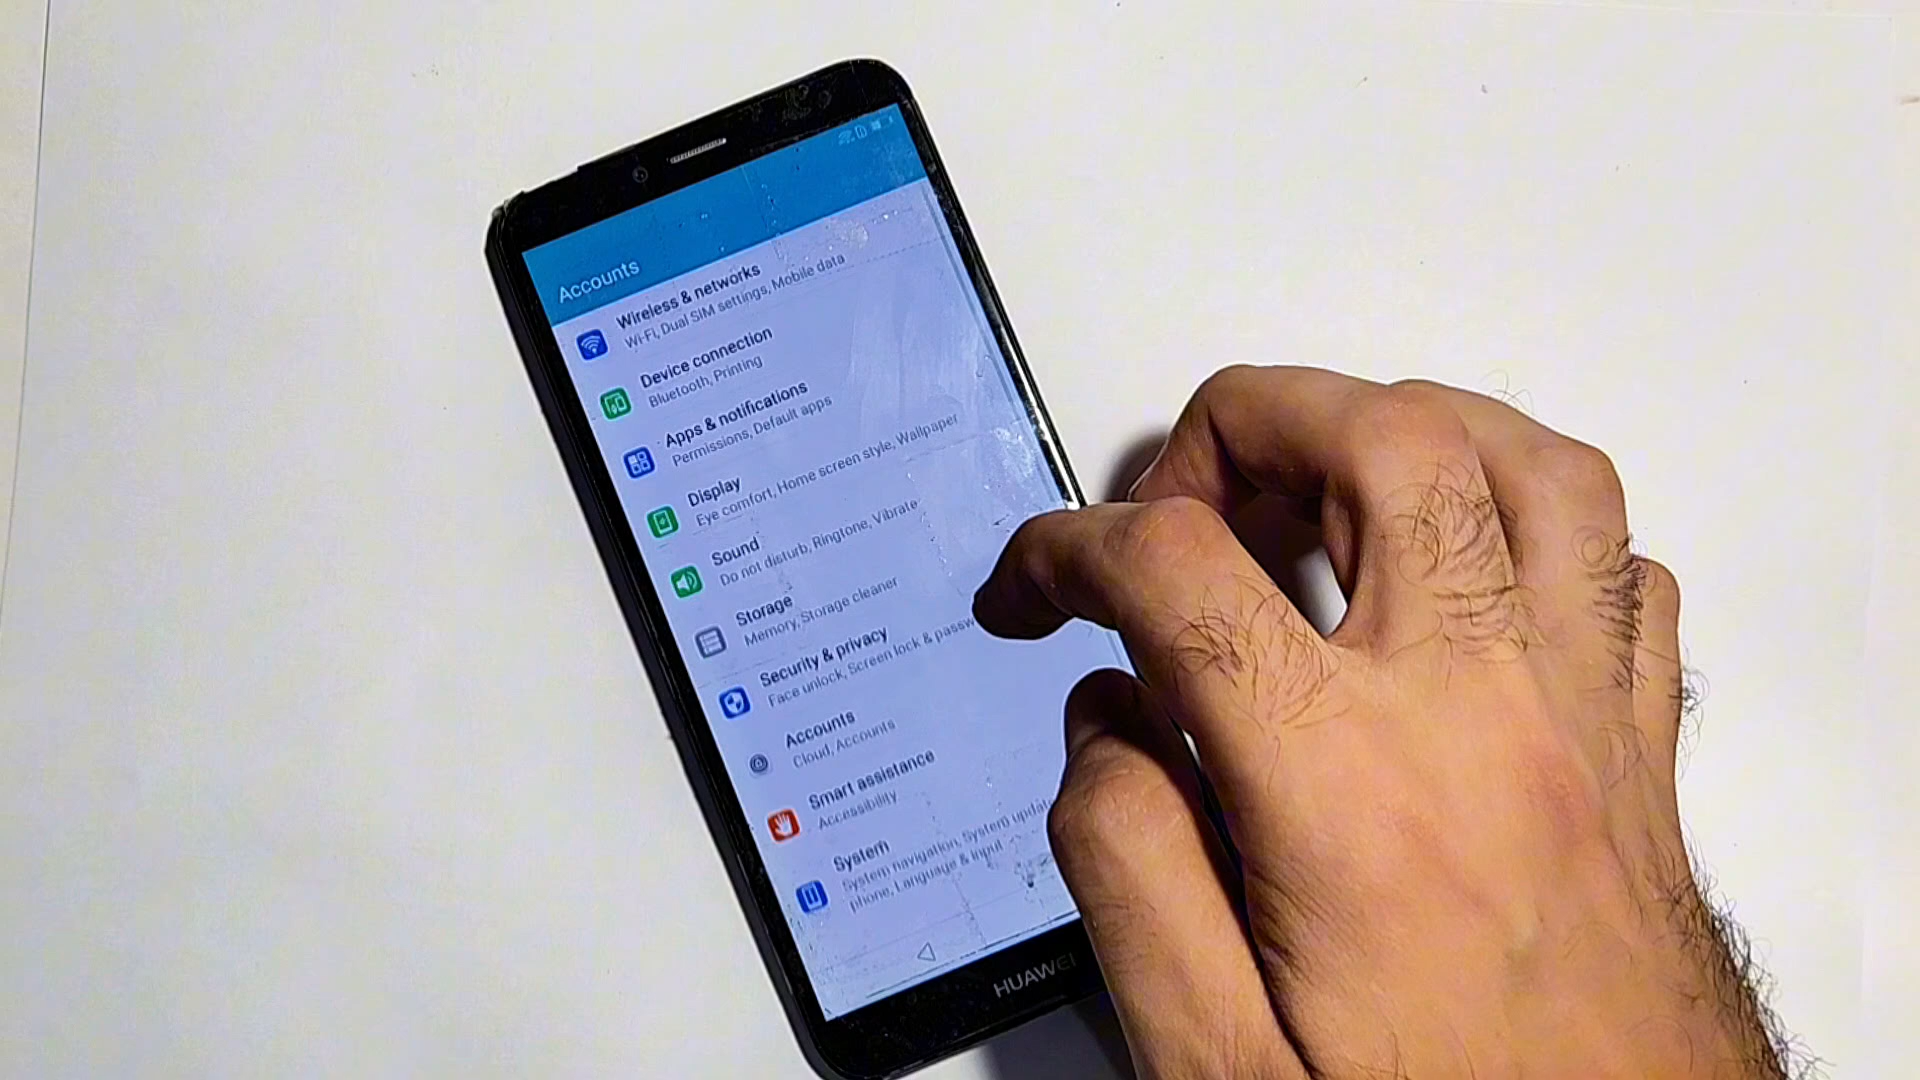 Accounts
Wireless & networks
Wi-Fi, Dual SIM settings, Mobile data
Device connection
Bluetooth, Printing
Apps & notifications
Permissions, Default apps
Display
Eye comfort, Home screen style, Wallpaper
Sound
Do not disturb, Ringtone, Vibrate
Storage
Memory, Storage cleaner
Security & privacy
Face unlock, Screen lock & passw
Accounts
Cloud, Accounts
Smart assistance
Accessibility
System
System navigation, System update
phone, Language & input
HUAWEI